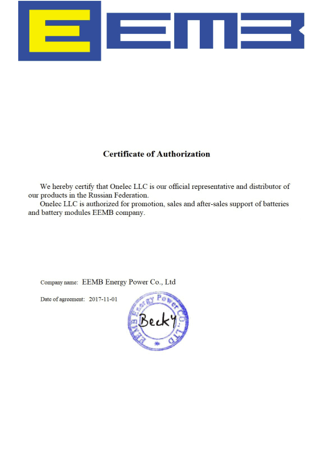 EEMB
Certificate of Authorization
We hereby certify that Onelec LLC is our official representative and distributor of
our products in the Russian Federation.
Onelec LLC is authorized for promotion, sales and after-sales support of batteries
and battery modules EEMB company.
Company name: EEMB Energy Power Co., Ltd
Date of agreement: 2017-11-01
EEMB Energy Power Co., LTD
Becky